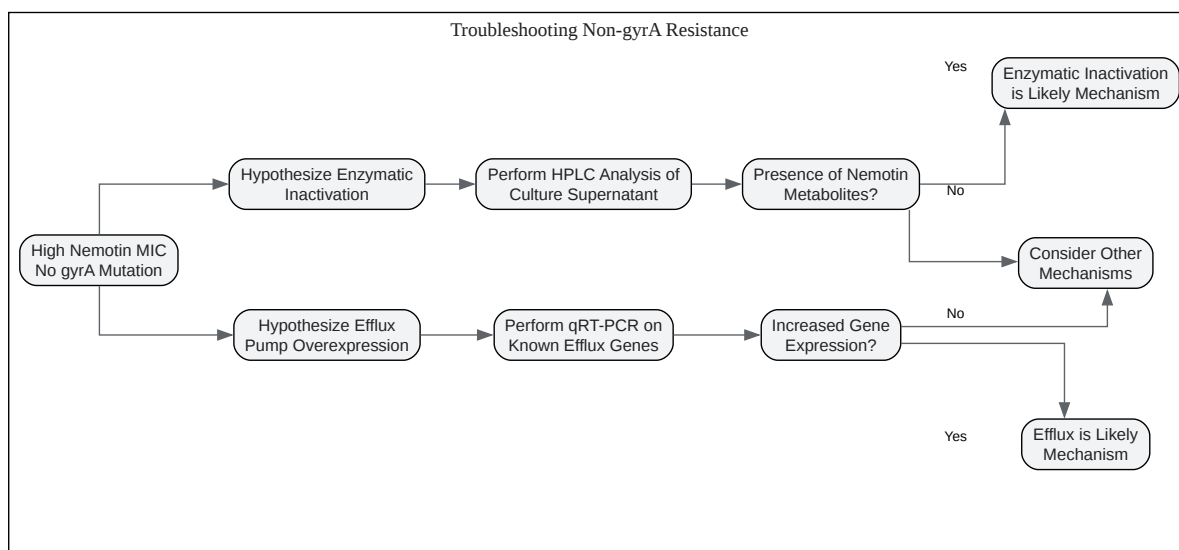 Troubleshooting Non-gyrA Resistance
Yes
Enzymatic Inactivation
is Likely Mechanism
Hypothesize Enzymatic
Inactivation
Perform HPLC Analysis of
Culture Supernatant
Presence of Nemotin
Metabolites?
No
High Nemotin MIC
No gyrA Mutation
Consider Other
Mechanisms
Hypothesize Efflux
Pump Overexpression
Perform qRT-PCR on
Known Efflux Genes
Increased Gene
Expression?
No
Yes
Efflux is Likely
Mechanism